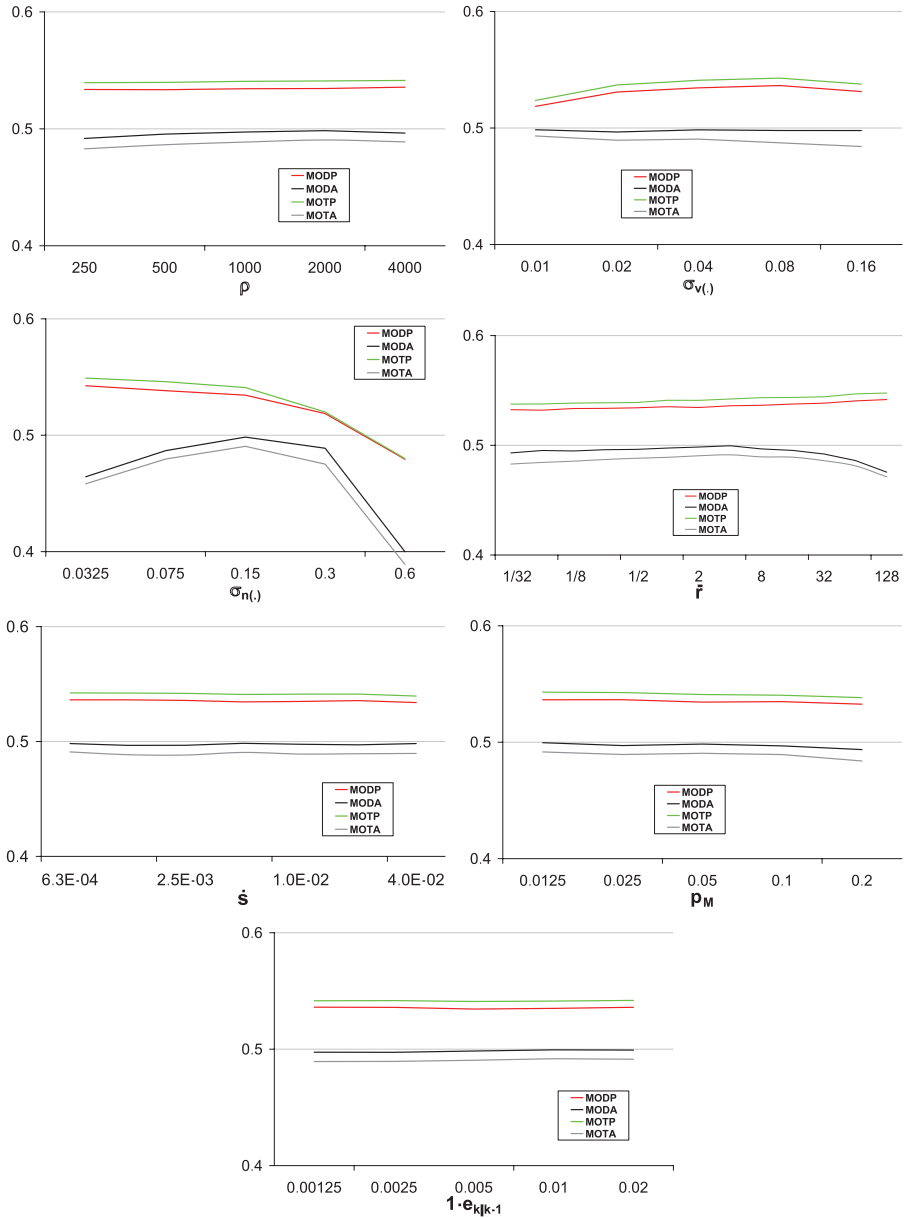 0.6
0.5
0.4
MODP
MODA
MOTP
MOTA
250 500 1000 2000 4000
ρ
0.6
0.5
0.4
MODP
MODA
MOTP
MOTA
0.01 0.02 0.04 0.08 0.16
σv(.)
0.6
0.5
0.4
MODP
MODA
MOTP
MOTA
0.0325 0.075 0.15 0.3 0.6
σn(.)
0.6
0.5
0.4
MODP
MODA
MOTP
MOTA
1/32 1/8 1/2 2 8 32 128
r̄
0.6
0.5
0.4
MODP
MODA
MOTP
MOTA
6.3E-04 2.5E-03 1.0E-02 4.0E-02
ṡ
0.6
0.5
0.4
MODP
MODA
MOTP
MOTA
0.0125 0.025 0.05 0.1 0.2
pM
0.6
0.5
0.4
MODP
MODA
MOTP
MOTA
0.00125 0.0025 0.005 0.01 0.02
1·ek|k-1